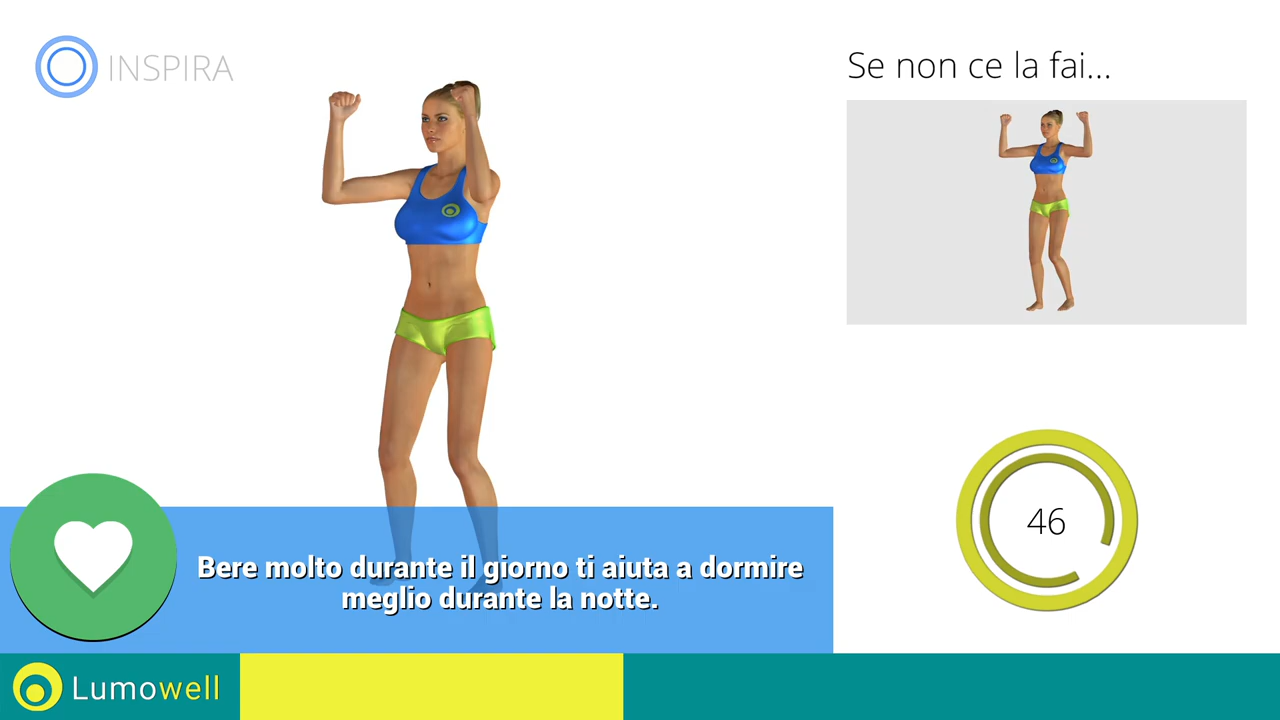 INSPIRA
Se non ce la fai...
46
Bere molto durante il giorno ti aiuta a dormire
meglio durante la notte.
Lumowell